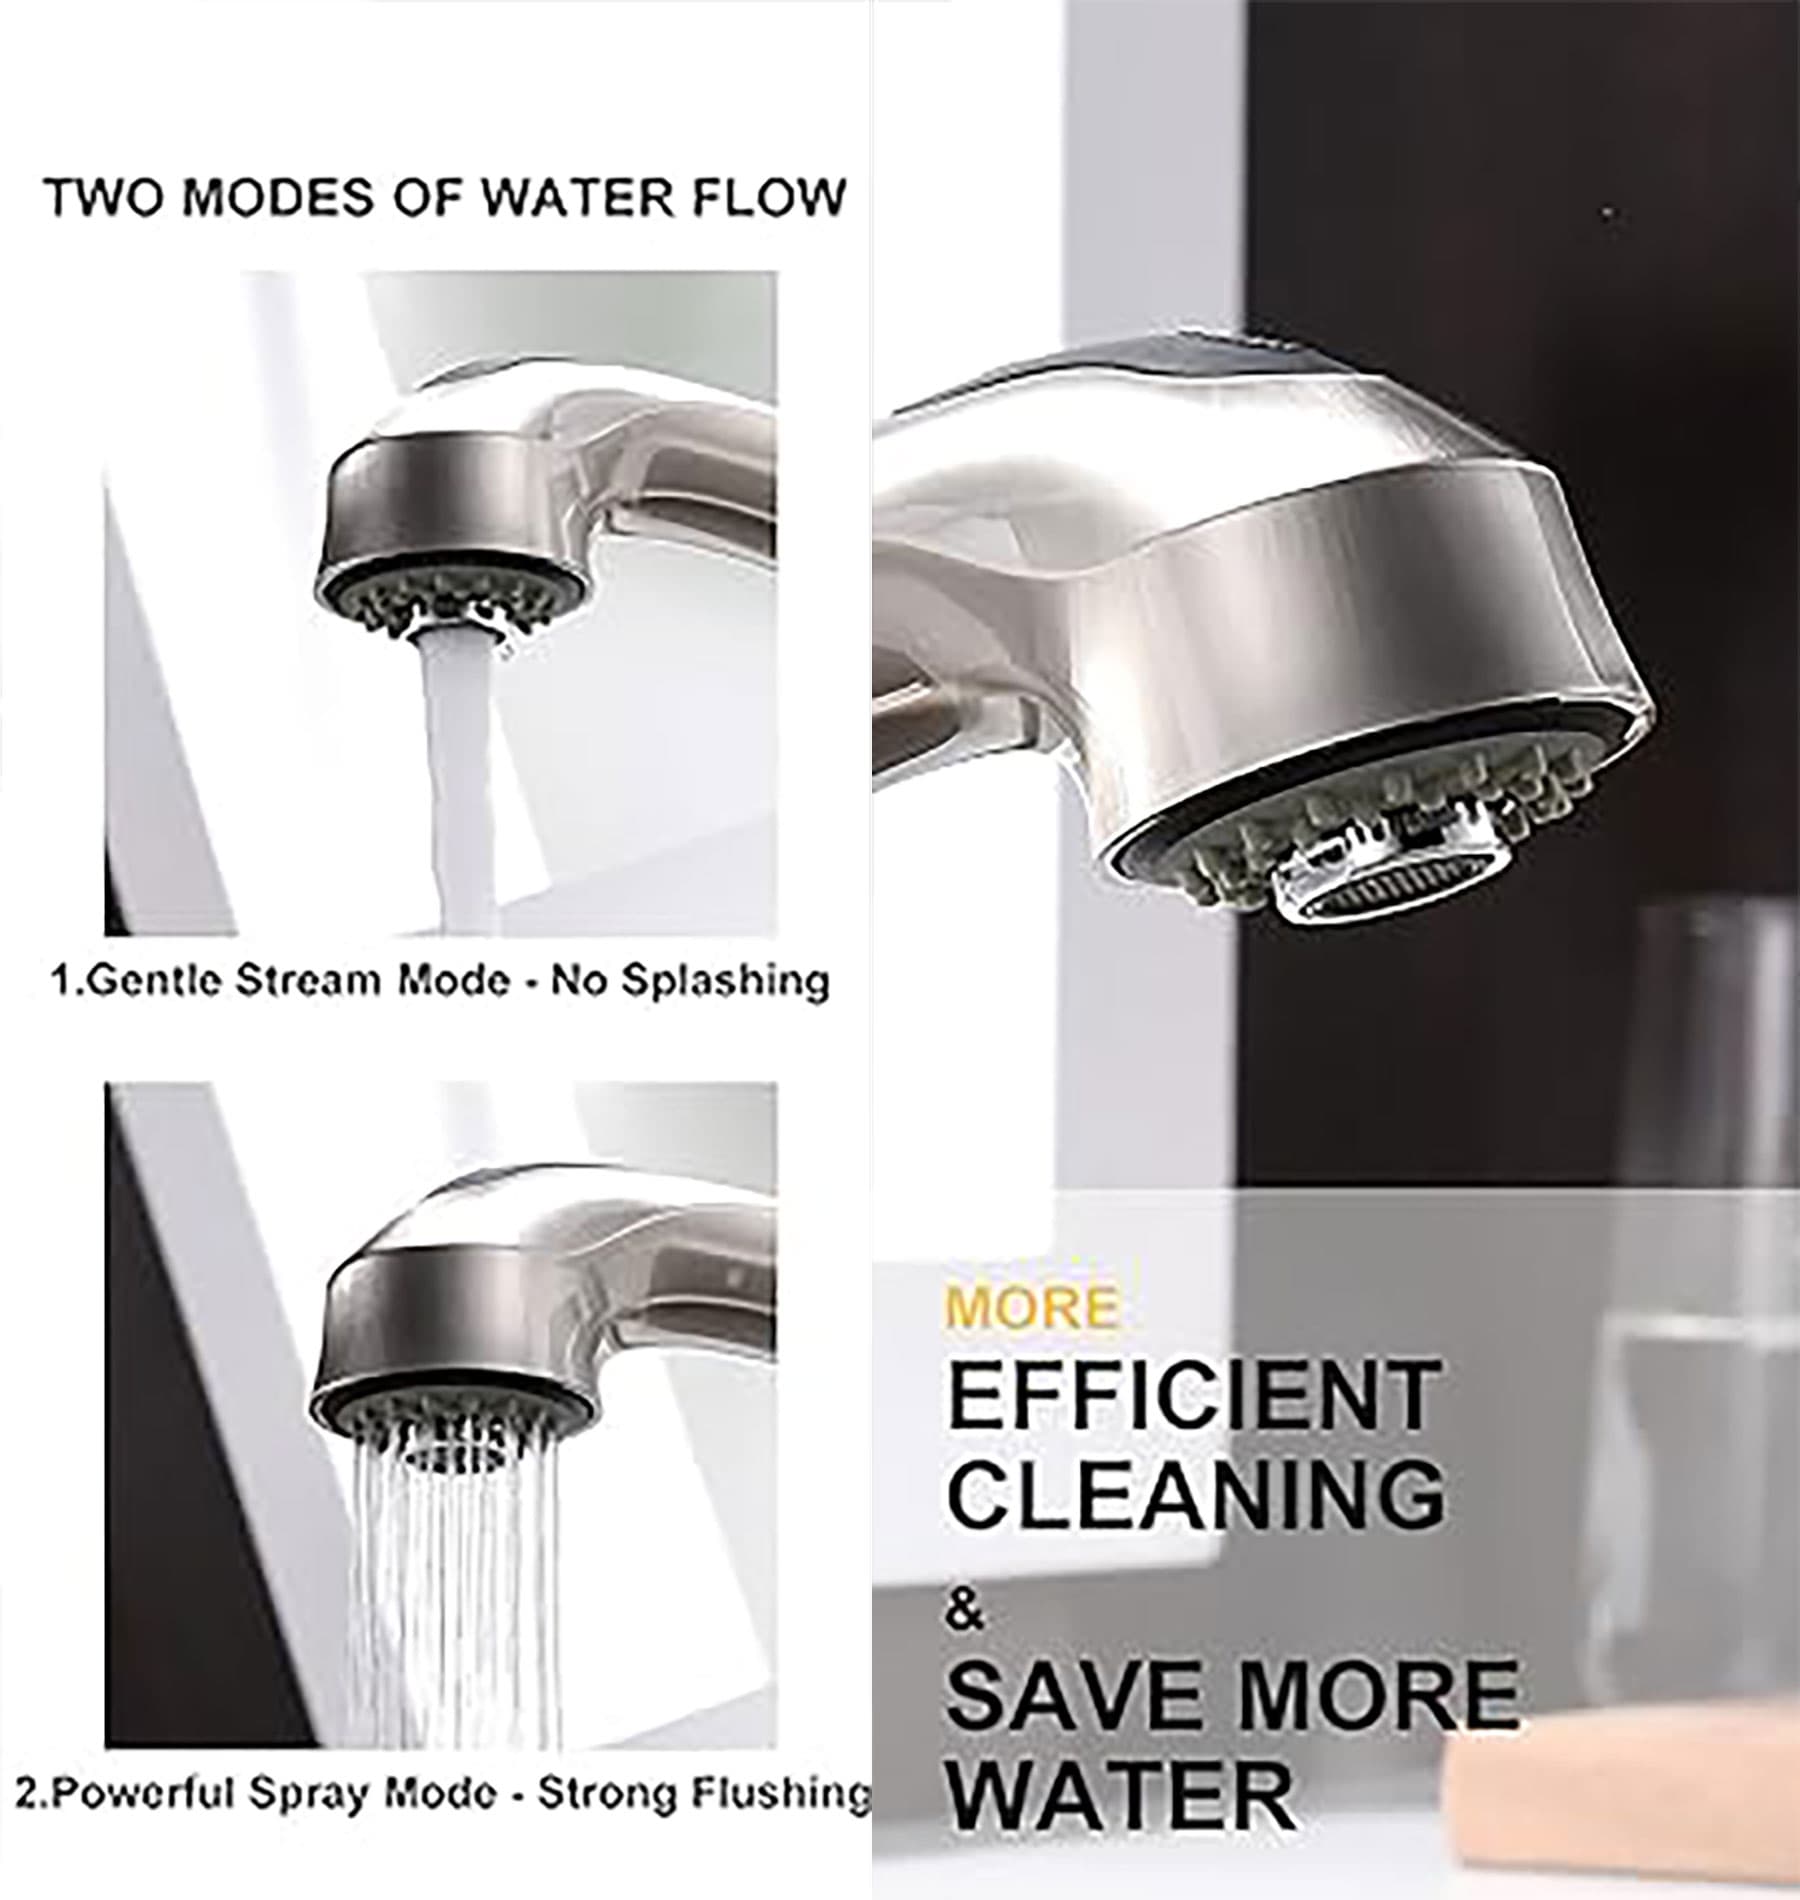 TWO MODES OF WATER FLOW
1.Gentle Stream Mode - No Splashing
2.Powerful Spray Mode - Strong Flushing
MORE
EFFICIENT
CLEANING
&
SAVE MORE
WATER